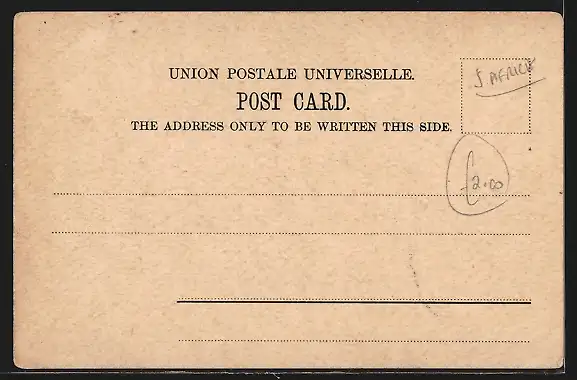 UNION POSTALE UNIVERSELLE.
POST CARD.
THE ADDRESS ONLY TO BE WRITTEN THIS SIDE.
S AFRICA
£2.00